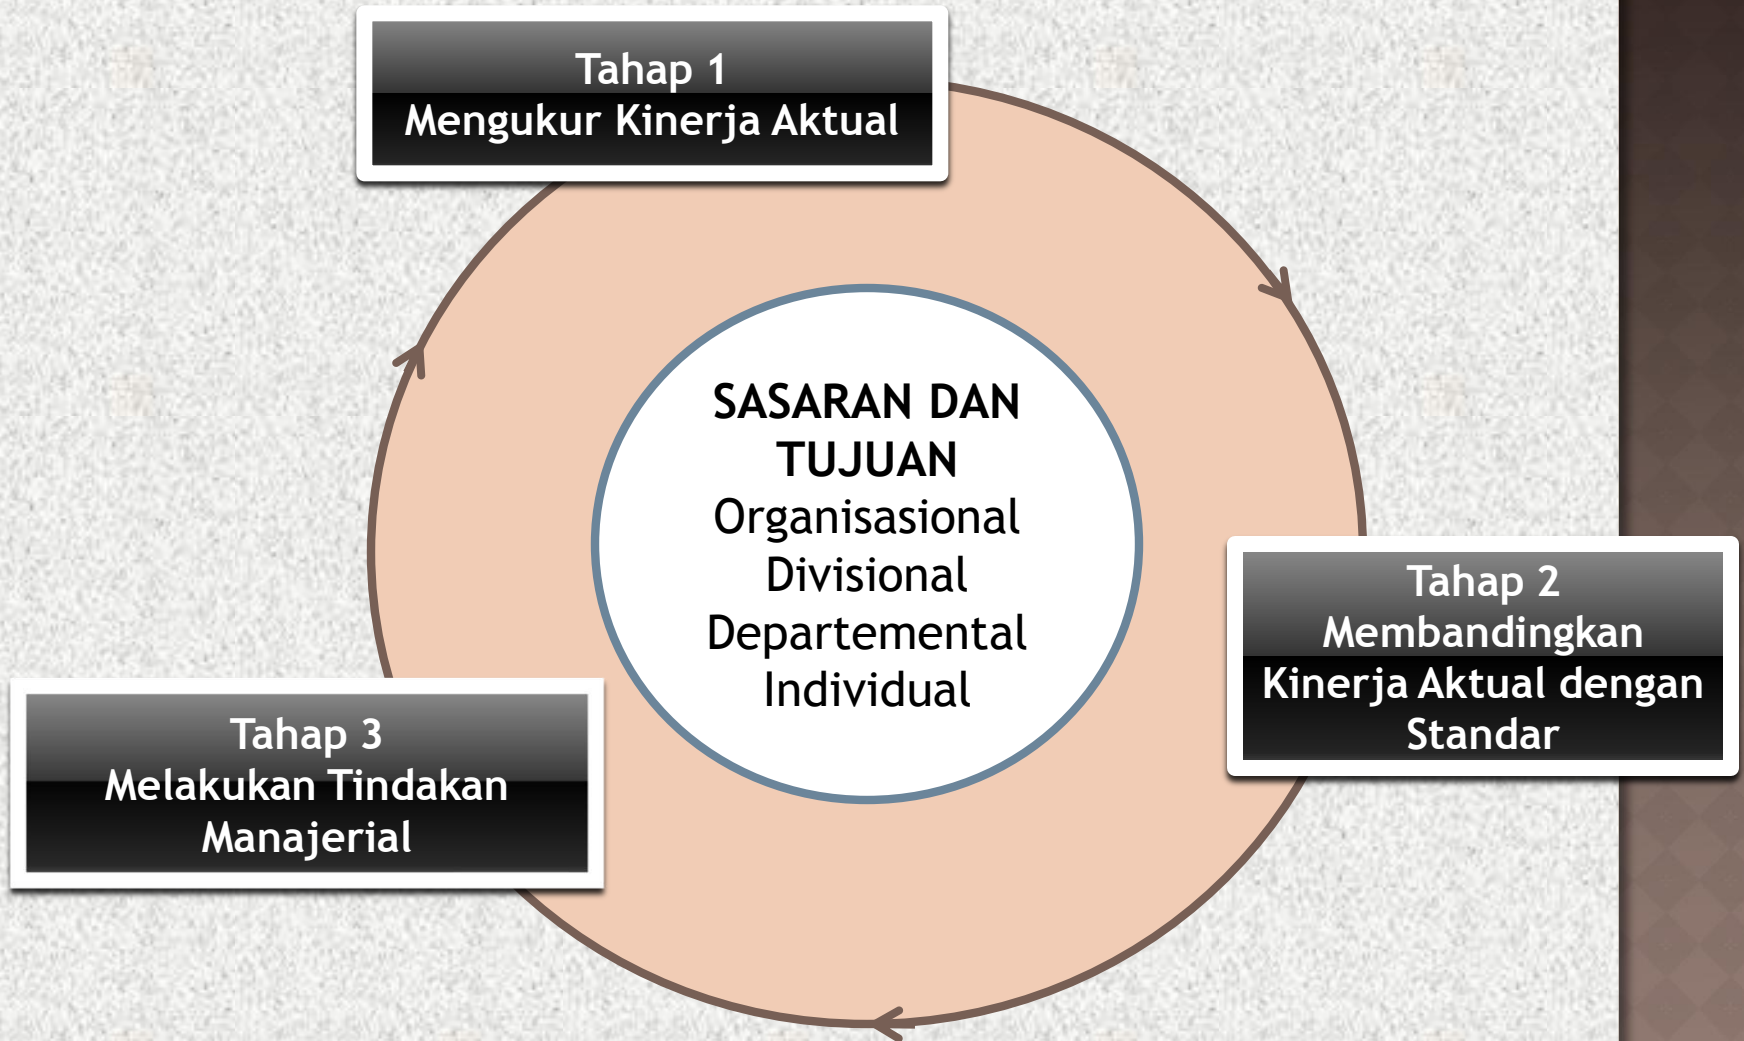 Tahap 1
Mengukur Kinerja Aktual
SASARAN DAN
TUJUAN
Organisasional
Divisional
Departemental
Individual
Tahap 2
Membandingkan
Kinerja Aktual dengan
Standar
Tahap 3
Melakukan Tindakan
Manajerial